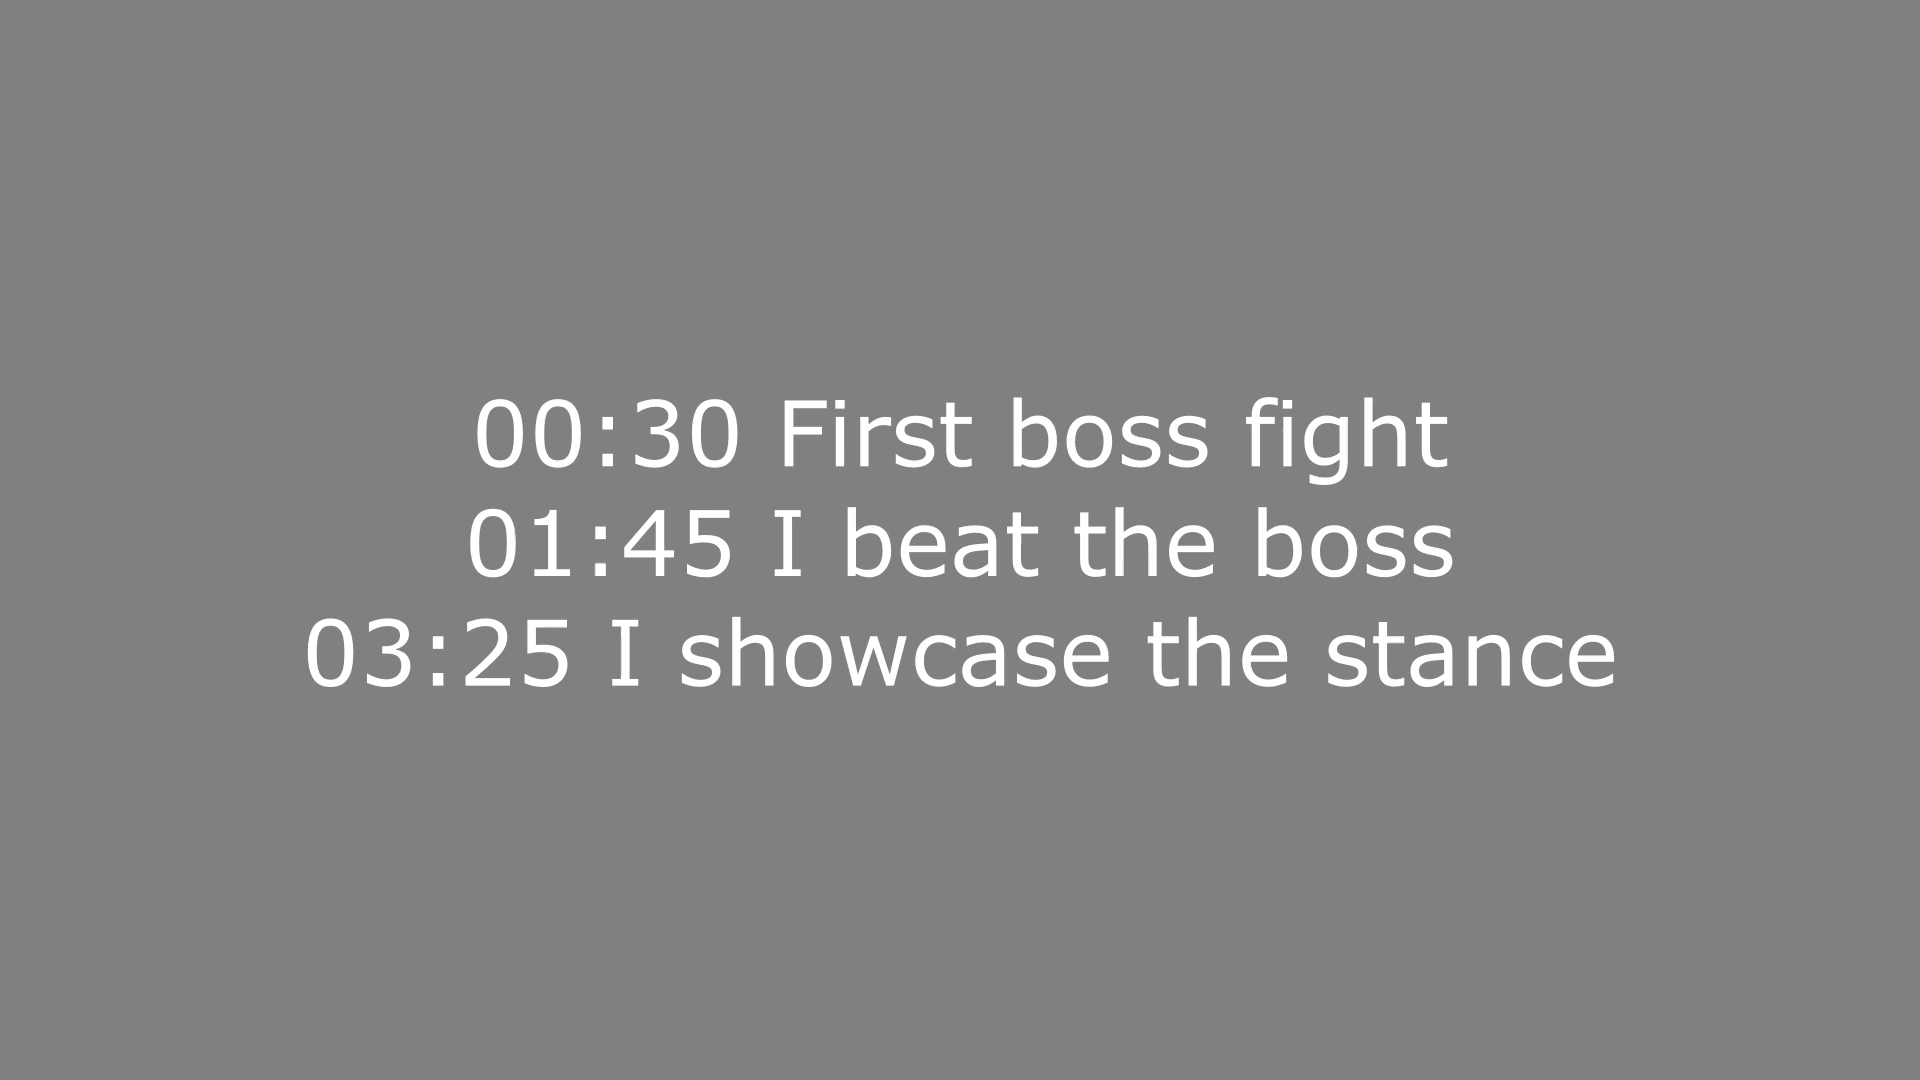 00:30 First boss fight
01:45 I beat the boss
03:25 I showcase the stance